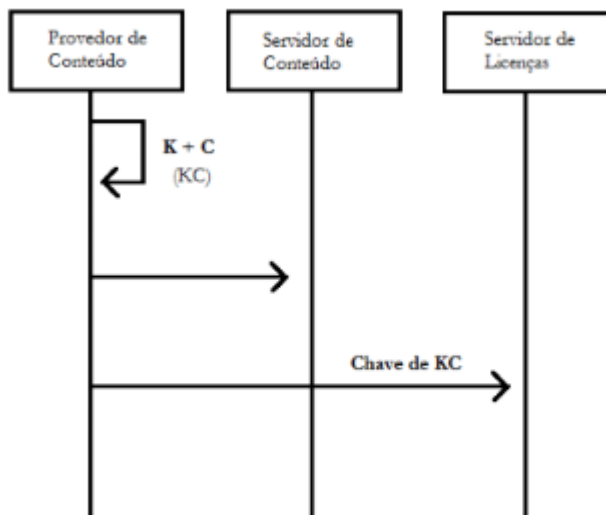 Provedor de
Conteúdo
Servidor de
Conteúdo
Servidor de
Licenças
K + C
(KC)
Chave de KC